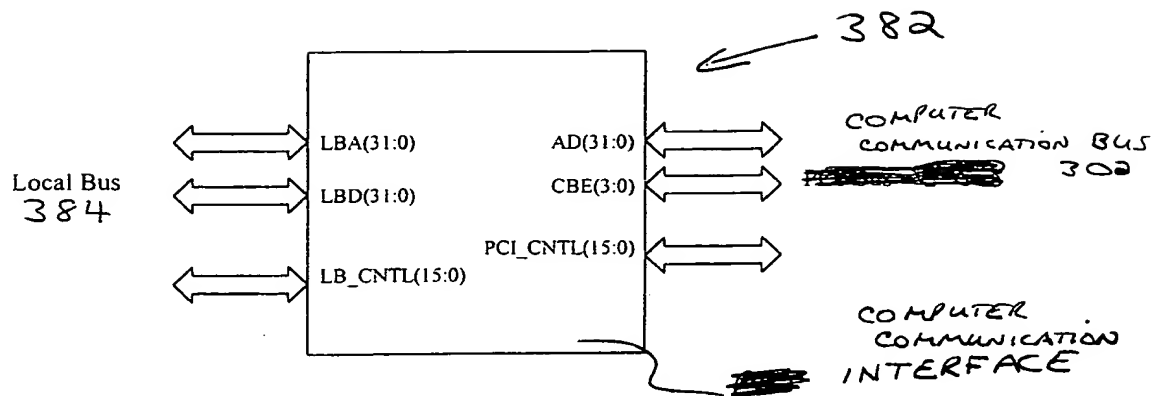 382
COMPUTER
COMMUNICATION BUS
302
Local Bus
384
LBA(31:0)
LBD(31:0)
LB_CNTL(15:0)
AD(31:0)
CBE(3:0)
PCI_CNTL(15:0)
COMPUTER
COMMUNICATION
INTERFACE